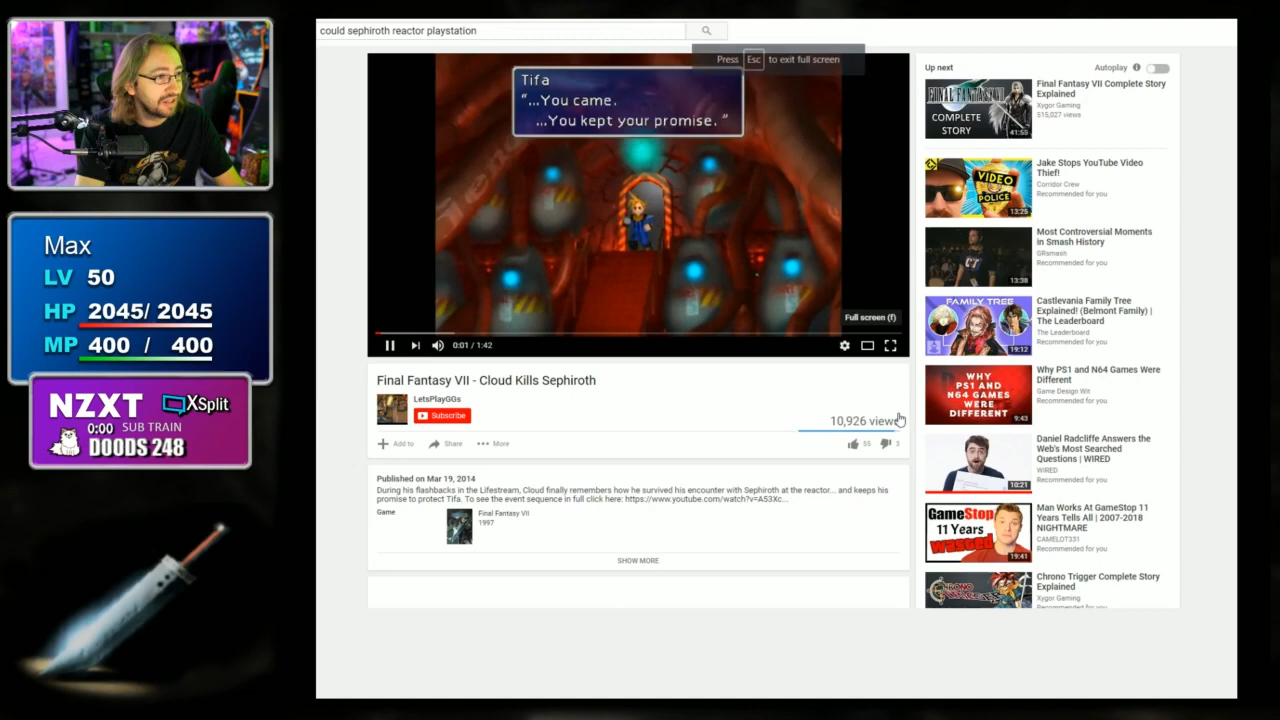 could sephiroth reactor playstation
Press Esc to exit full screen
Tifa
"...You came.
...You kept your promise. "
Full screen (f)
0:01 / 1:42
Final Fantasy VII - Cloud Kills Sephiroth
LetsPlayGGs
Subscribe
10,926 views
Add to
Share
More
55
3
Published on Mar 19, 2014
During his flashbacks in the Lifestream, Cloud finally remembers how he survived his encounter with Sephiroth at the reactor... and keeps his
promise to protect Tifa. To see the event sequence in full click here: https://www.youtube.com/watch?v=A53Xc...
Game
Final Fantasy VII
1997
SHOW MORE
Up next
Autoplay
COMPLETE
STORY
41:55
Final Fantasy VII Complete Story
Explained
Xygor Gaming
515,027 views
VIDEO
POLICE
13:25
Jake Stops YouTube Video
Thief!
Corridor Crew
Recommended for you
13:38
Most Controversial Moments
in Smash History
GRsmash
Recommended for you
FAMILY TREE
19:12
Castlevania Family Tree
Explained! (Belmont Family) |
The Leaderboard
The Leaderboard
Recommended for you
WHY
PS1 AND
N64 GAMES
WERE
DIFFERENT
9:43
Why PS1 and N64 Games Were
Different
Game Design Wit
Recommended for you
10:21
Daniel Radcliffe Answers the
Web's Most Searched
Questions | WIRED
WIRED
Recommended for you
GameStop
11 Years
Wasted
19:41
Man Works At GameStop 11
Years Tells All | 2007-2018
NIGHTMARE
CAMELOT331
Recommended for you
Chrono Trigger Complete Story
Explained
Xygor Gaming
Recommended for you
Max
LV 50
HP 2045/ 2045
MP 400 / 400
NZXT XSplit
0:00 SUB TRAIN
DOODS 248